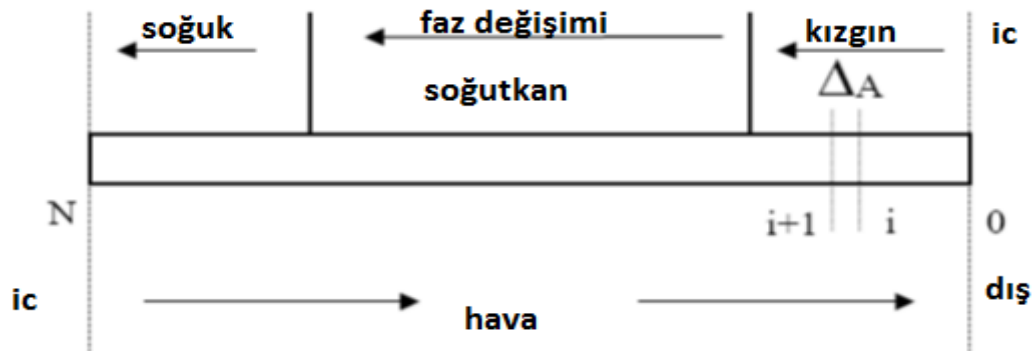 soğuk faz değişimi kızgın ic
soğutkan ΔA
N i+1 i 0
ic hava dış